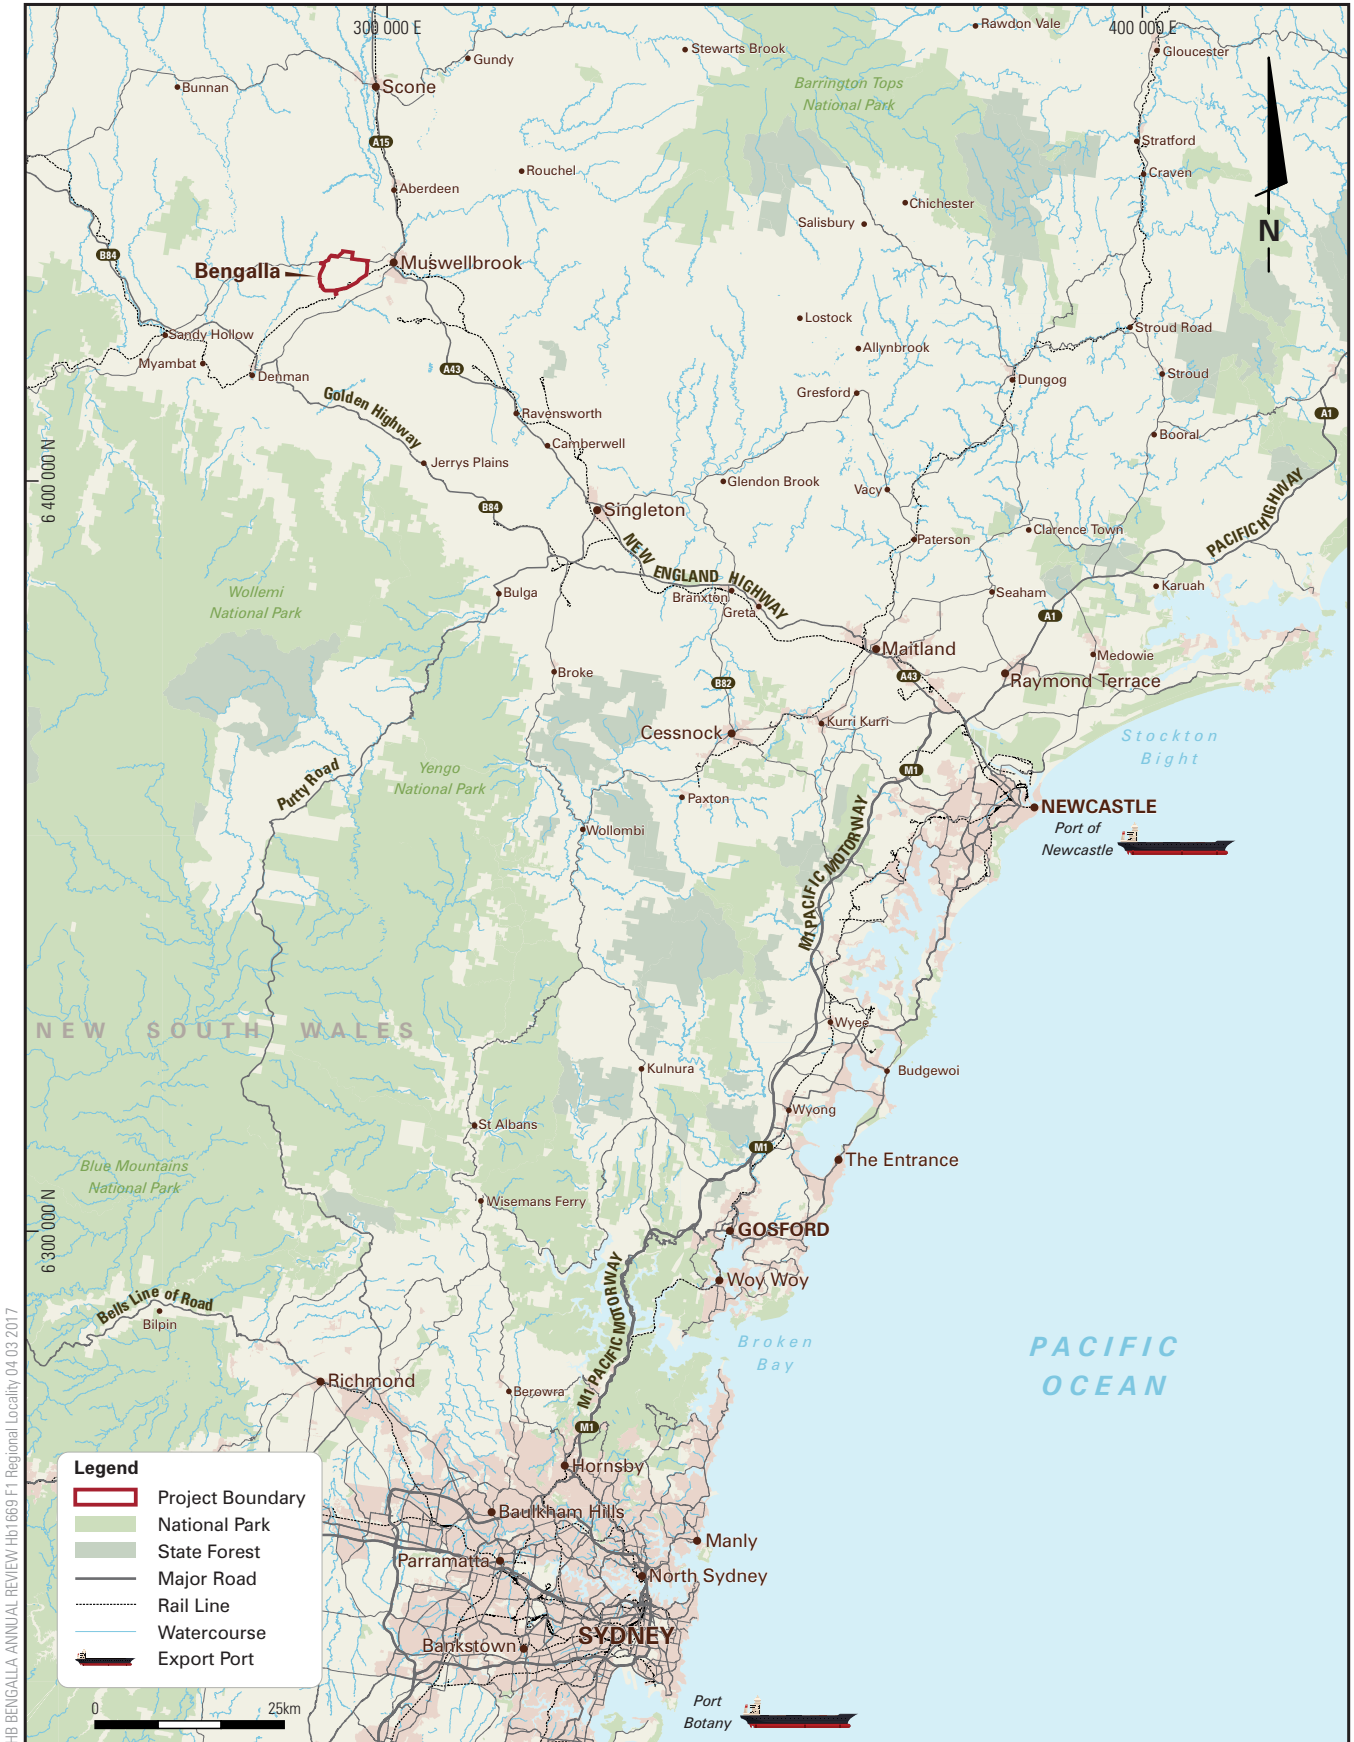 300 000 E
400 000 E
Rawdon Vale
Gloucester
Stewarts Brook
Gundy
Bunnan
Scone
Barrington Tops
National Park
A15
Stratford
Craven
Rouchel
Aberdeen
Chichester
Salisbury
N
B84
Bengalla
Muswellbrook
Lostock
Stroud Road
Sandy Hollow
Allynbrook
Myambat
Denman
A43
Dungog
Stroud
Golden Highway
Gresford
Ravensworth
A1
Camberwell
Booral
Jerrys Plains
6 400 000 N
Glendon Brook
Vacy
PACIFIC HIGHWAY
B84
Singleton
Clarence Town
Paterson
NEW ENGLAND HIGHWAY
Wollemi
National Park
Bulga
Branxton
Greta
Seaham
Karuah
A1
Maitland
Medowie
Broke
B82
A43
Raymond Terrace
Cessnock
Kurri Kurri
Stockton
Bight
Yengo
National Park
M1
Putty Road
Paxton
NEWCASTLE
Port of
Newcastle
Wollombi
M1 PACIFIC MOTORWAY
NEW SOUTH WALES
Wyee
Kulnura
Budgewoi
Wyong
St Albans
M1
The Entrance
Blue Mountains
National Park
Wisemans Ferry
6 300 000 N
GOSFORD
Woy Woy
Bells Line of Road
Bilpin
M1 PACIFIC MOTORWAY
Broken
Bay
PACIFIC
OCEAN
Richmond
Berowra
M1
Hornsby
Legend
Project Boundary
National Park
State Forest
Major Road
Rail Line
Watercourse
Export Port
Baulkham Hills
Manly
Parramatta
North Sydney
SYDNEY
Bankstown
0
25km
Port
Botany
HB BENGALLA ANNUAL REVIEW Hb1669 F1 Regional Locality 04 03 2017